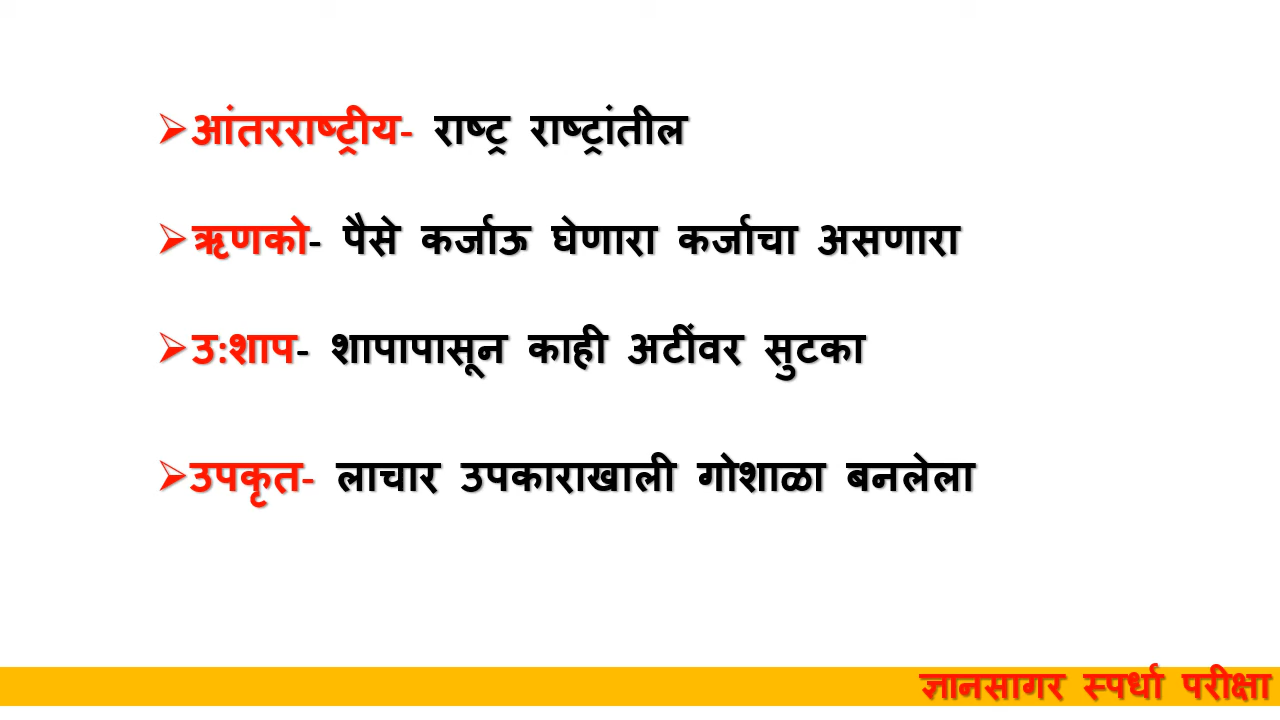 ➢आंतरराष्ट्रीय- राष्ट्र राष्ट्रांतील
➢ऋणको- पैसे कर्जाऊ घेणारा कर्जाचा असणारा
➢उ:शाप- शापापासून काही अटींवर सुटका
➢उपकृत- लाचार उपकाराखाली गोशाळा बनलेला
ज्ञानसागर स्पर्धा परीक्षा